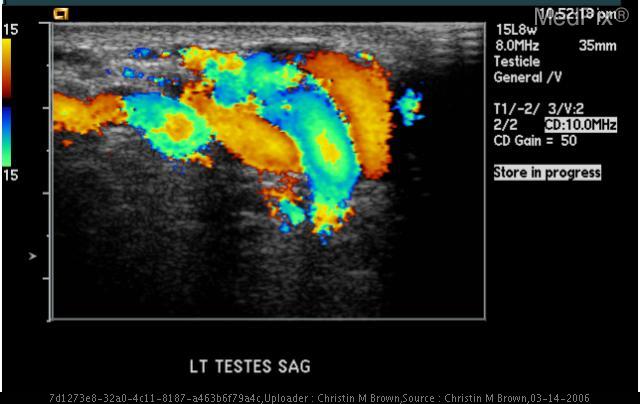 15
15
10:52:13 pm
MedPix®
15L8w
8.0MHz 35mm
Testicle
General /V
T1/-2/ 3/V:2
2/2 CD:10.0MHz
CD Gain = 50
Store in progress
LT TESTES SAG
7d1273e8-32a0-4c11-8187-a463b6f79a4c,Uploader : Christin M Brown,Source : Christin M Brown,03-14-2006